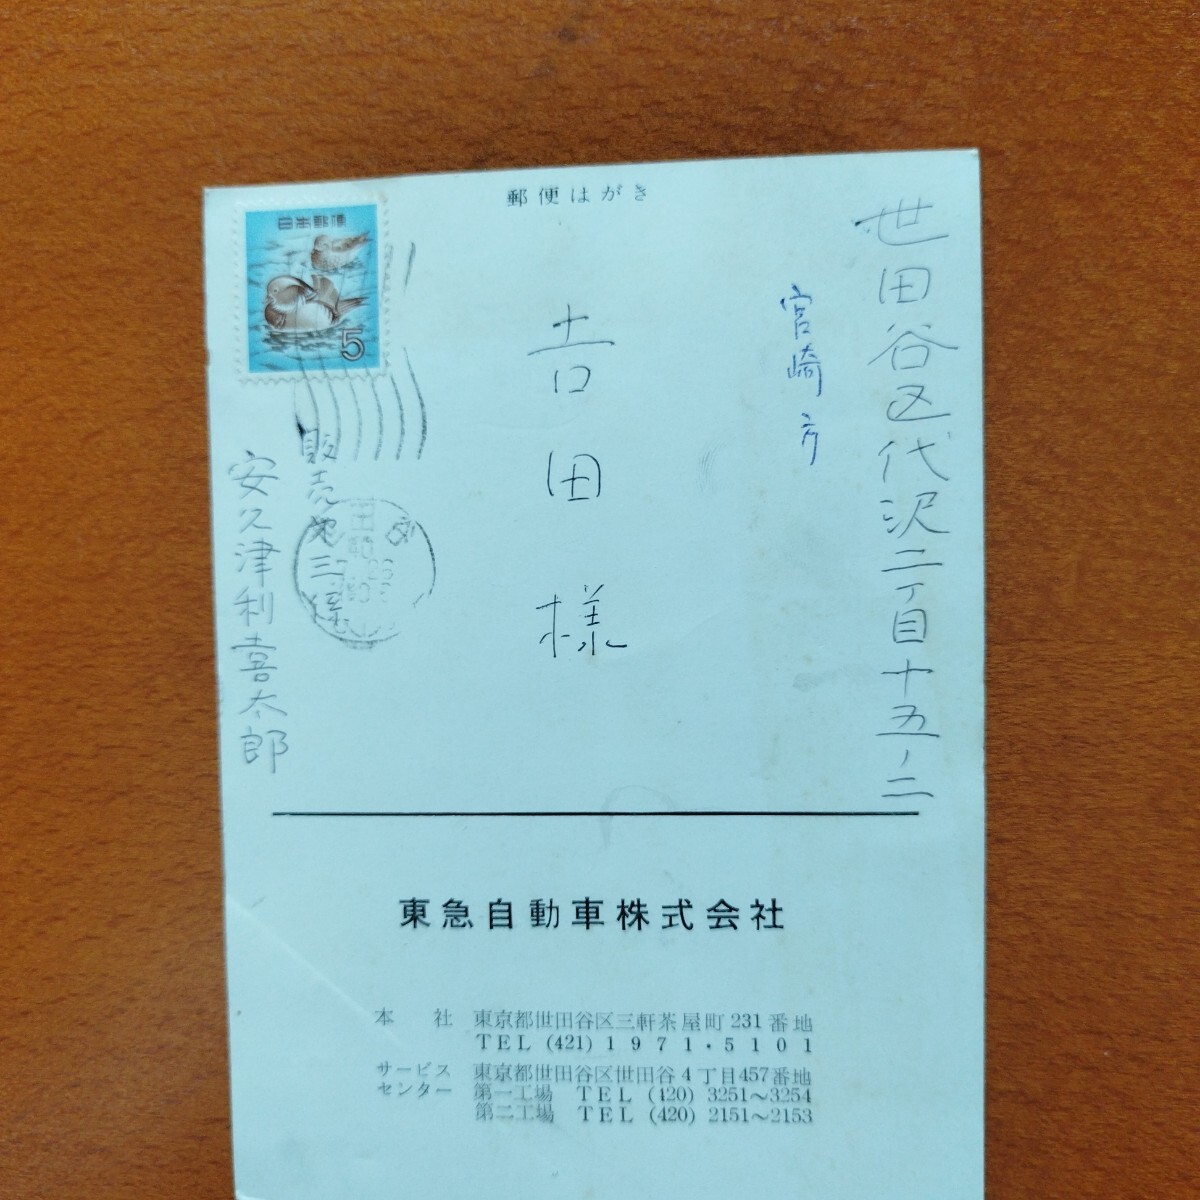 郵便はがき
世田谷区代沢二丁目十五ノ二
宮崎方
吉田様
日本郵便
5
販売第三係
安久津利喜太郎
東急自動車株式会社
本社 東京都世田谷区三軒茶屋町231番地
TEL (421) 1971・5101
サービスセンター 東京都世田谷区世田谷4丁目457番地
第一工場 TEL (420) 3251～3254
第二工場 TEL (420) 2151～2153